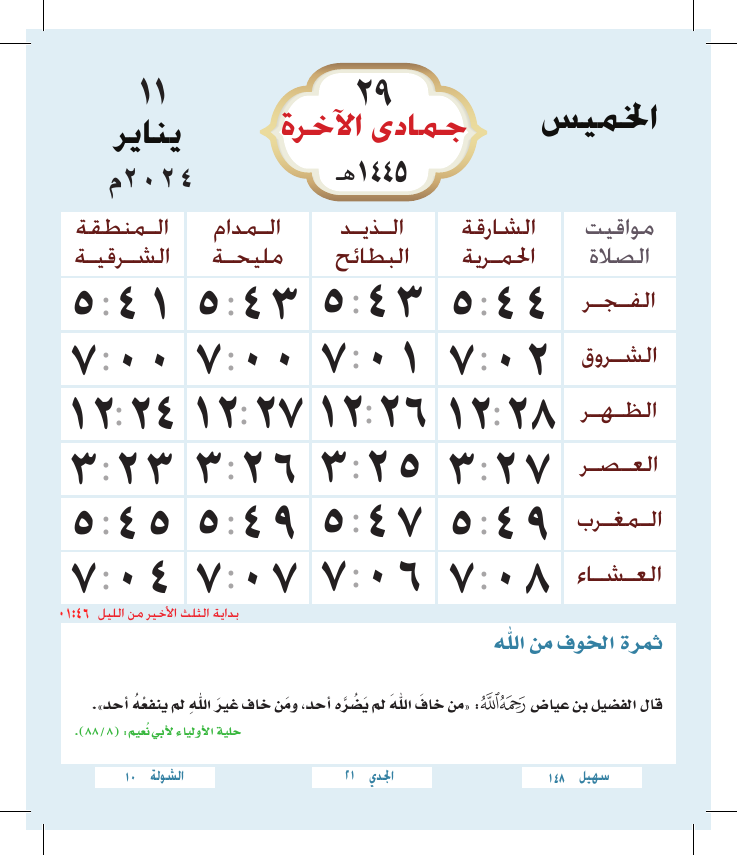 الخميس
٢٩
جمادى الآخرة
١٤٤٥هـ
١١
يناير
٢٠٢٤م
مواقيت الصلاة | الشارقة الحمرية | الذيد البطائح | المدام مليحة | المنطقة الشرقية
الفجر ٥:٤٤ ٥:٤٣ ٥:٤٣ ٥:٤١
الشروق ٧:٠٢ ٧:٠١ ٧:٠٠ ٧:٠٠
الظهر ١٢:٢٨ ١٢:٢٦ ١٢:٢٧ ١٢:٢٤
العصر ٣:٢٧ ٣:٢٥ ٣:٢٦ ٣:٢٣
المغرب ٥:٤٩ ٥:٤٧ ٥:٤٩ ٥:٤٥
العشاء ٧:٠٨ ٧:٠٦ ٧:٠٧ ٧:٠٤
بداية الثلث الأخير من الليل ٠١:٤٦
ثمرة الخوف من الله
قال الفضيل بن عياض رَحِمَهُ ٱللَّهُ: «من خافَ اللهَ لم يَضُرَّه أحد، ومَن خاف غيرَ اللهِ لم ينفعْهُ أحد».
حلية الأولياء لأبي نُعيم: (٨/ ٨٨).
سهيل ١٤٨
الجدي ٢١
الشولة ١٠